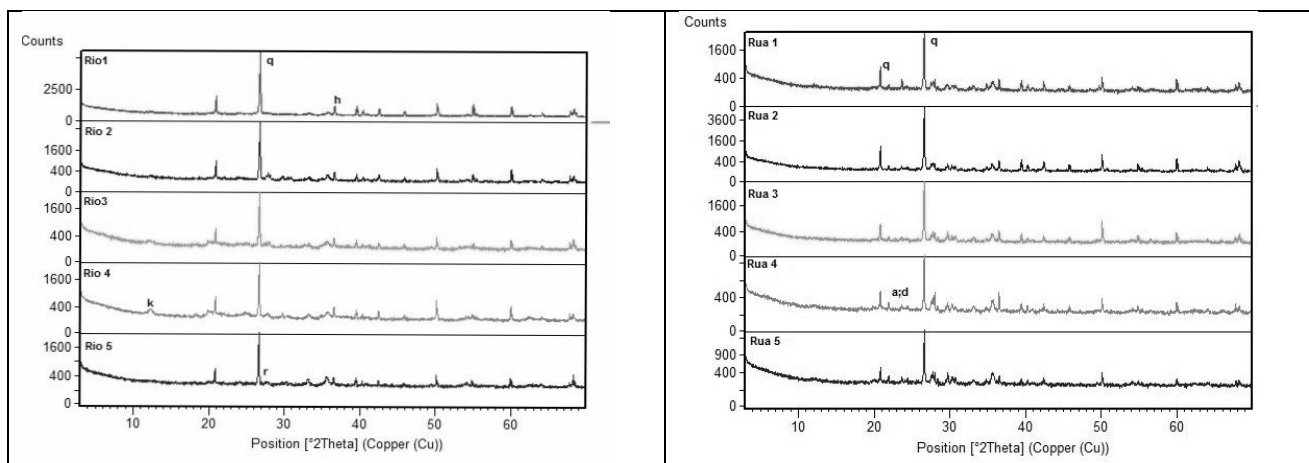 Counts
Rio1
q
h
2500
0
Rio 2
1600
400
0
Rio3
1600
400
0
Rio 4
k
1600
400
0
Rio 5
r
1600
400
0
10 20 30 40 50 60
Position [°2Theta] (Copper (Cu))
Counts
Rua 1
q
q
1600
400
0
Rua 2
3600
1600
400
0
Rua 3
1600
400
0
Rua 4
a;d
400
0
Rua 5
900
400
0
10 20 30 40 50 60
Position [°2Theta] (Copper (Cu))